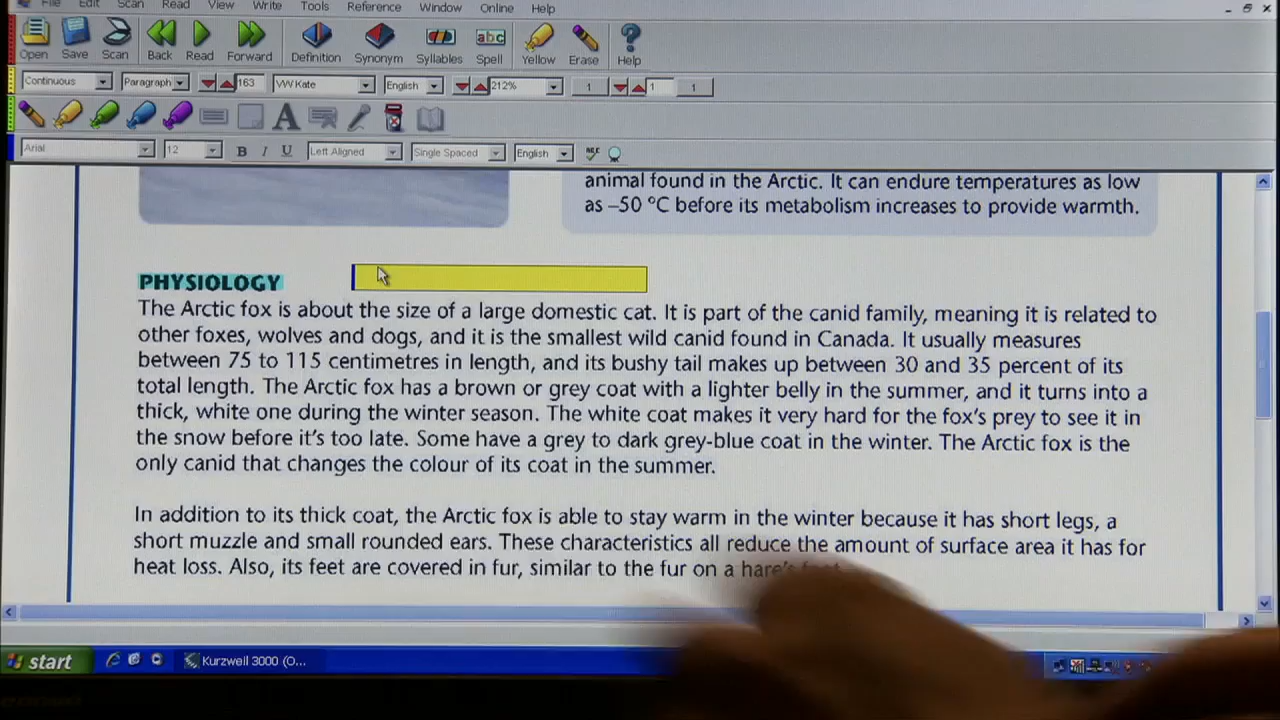 File Edit Scan Read View Write Tools Reference Window Online Help
Open Save Scan Back Read Forward Definition Synonym Syllables Spell Yellow Erase Help
abc
Continuous Paragraph 163 VW Kate English 212% 1 1 1
A
Arial 12 B I U Left Aligned Single Spaced English
animal found in the Arctic. It can endure temperatures as low
as –50 °C before its metabolism increases to provide warmth.
PHYSIOLOGY
The Arctic fox is about the size of a large domestic cat. It is part of the canid family, meaning it is related to
other foxes, wolves and dogs, and it is the smallest wild canid found in Canada. It usually measures
between 75 to 115 centimetres in length, and its bushy tail makes up between 30 and 35 percent of its
total length. The Arctic fox has a brown or grey coat with a lighter belly in the summer, and it turns into a
thick, white one during the winter season. The white coat makes it very hard for the fox's prey to see it in
the snow before it's too late. Some have a grey to dark grey-blue coat in the winter. The Arctic fox is the
only canid that changes the colour of its coat in the summer.
In addition to its thick coat, the Arctic fox is able to stay warm in the winter because it has short legs, a
short muzzle and small rounded ears. These characteristics all reduce the amount of surface area it has for
heat loss. Also, its feet are covered in fur, similar to the fur on a hare's
start Kurzweil 3000 (O...